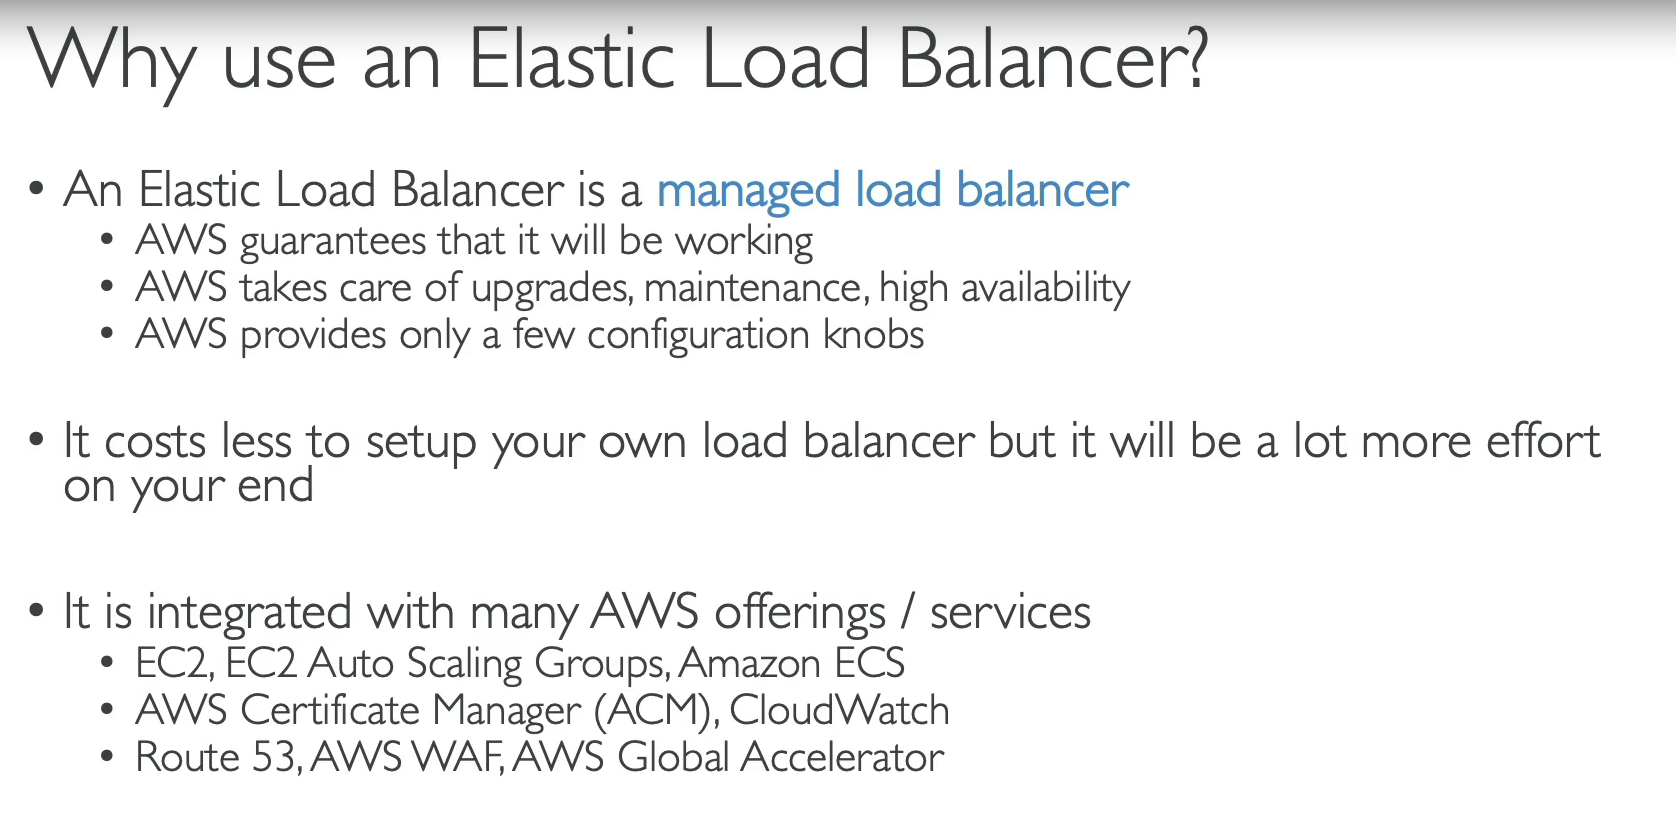 Why use an Elastic Load Balancer?
• An Elastic Load Balancer is a managed load balancer
• AWS guarantees that it will be working
• AWS takes care of upgrades, maintenance, high availability
• AWS provides only a few configuration knobs
• It costs less to setup your own load balancer but it will be a lot more effort
on your end
• It is integrated with many AWS offerings / services
• EC2, EC2 Auto Scaling Groups, Amazon ECS
• AWS Certificate Manager (ACM), CloudWatch
• Route 53, AWS WAF, AWS Global Accelerator